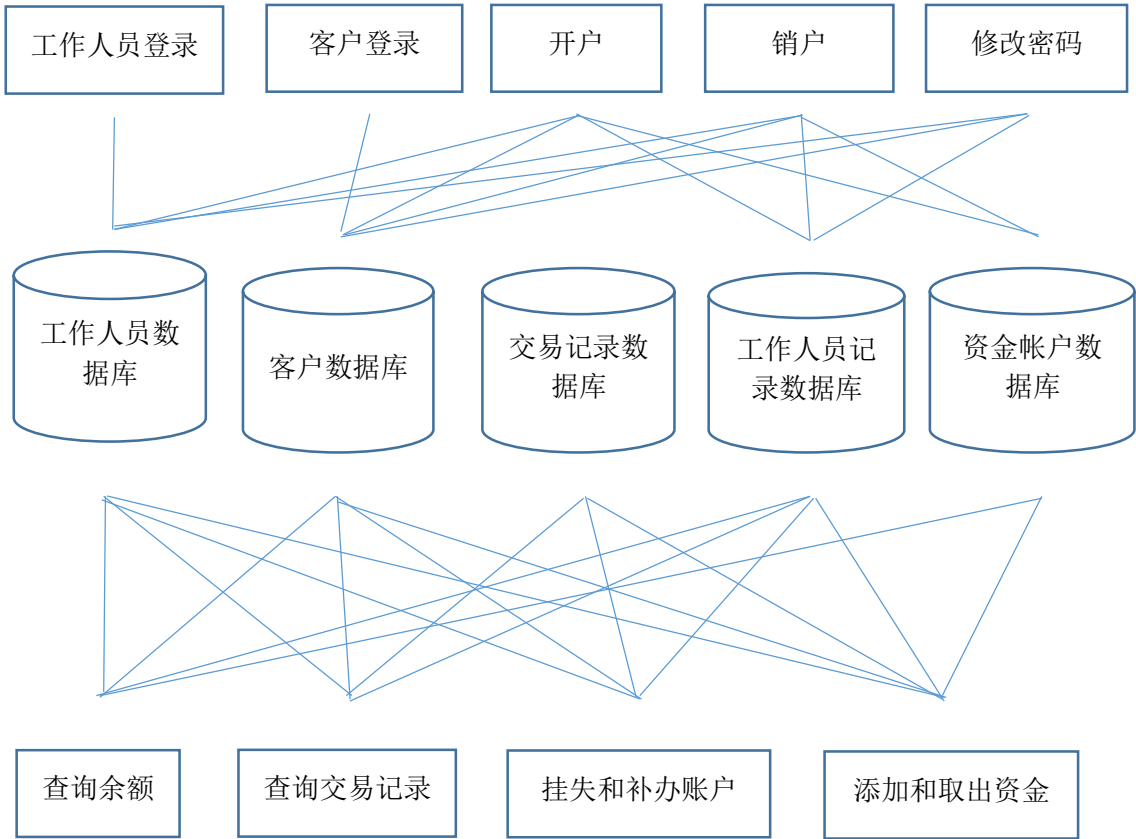 工作人员登录
客户登录
开户
销户
修改密码
工作人员数
据库
客户数据库
交易记录数
据库
工作人员记
录数据库
资金帐户数
据库
查询余额
查询交易记录
挂失和补办账户
添加和取出资金